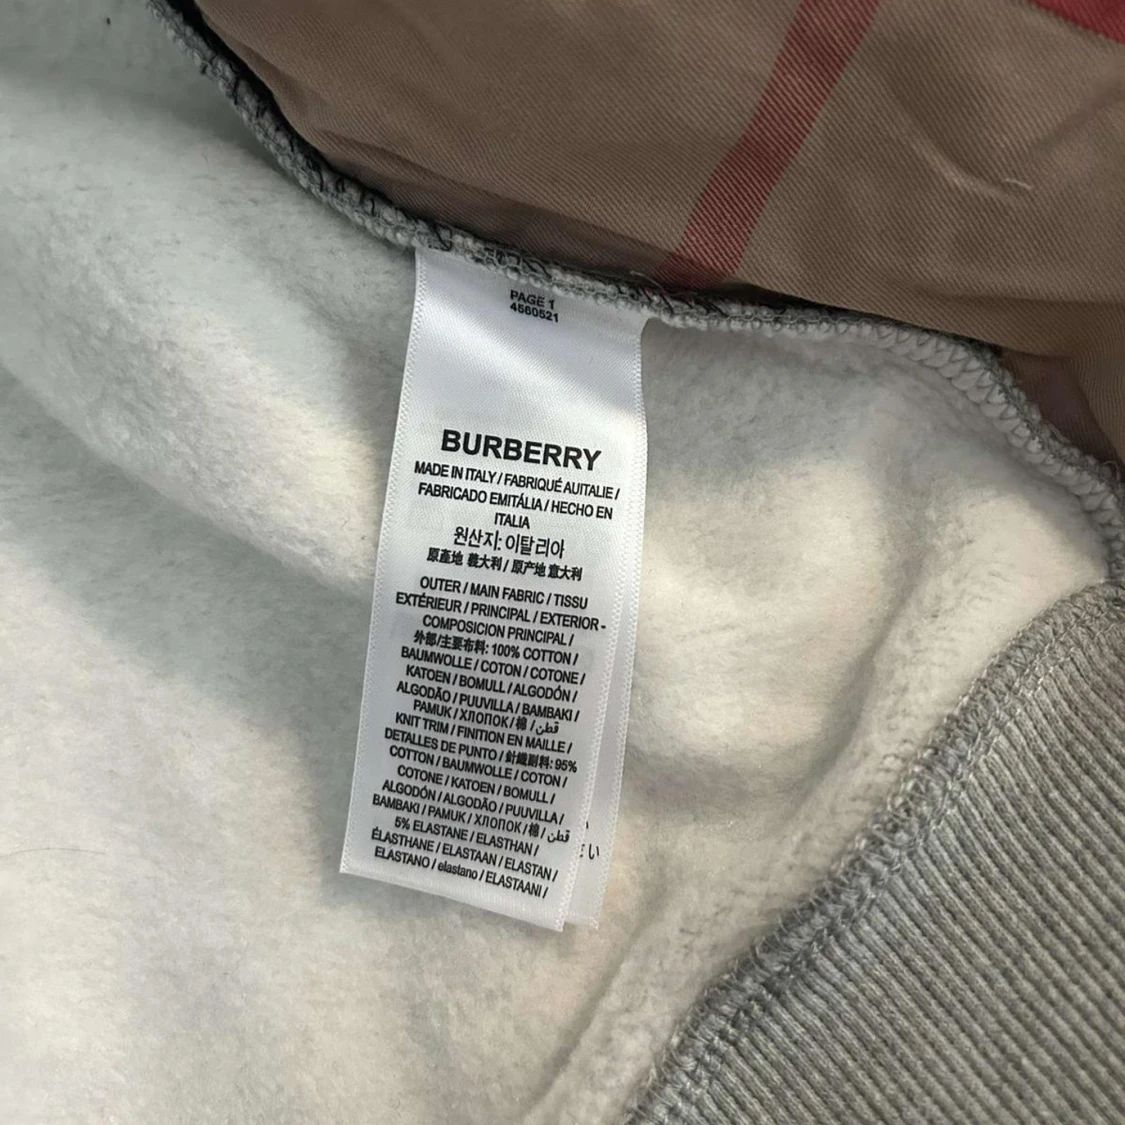 PAGE 1
4560521
BURBERRY
MADE IN ITALY / FABRIQUÉ AUITALIE /
FABRICADO EMITÁLIA / HECHO EN
ITALIA
원산지: 이탈리아
原產地 義大利 / 原产地 意大利
OUTER / MAIN FABRIC / TISSU
EXTÉRIEUR / PRINCIPAL / EXTERIOR -
COMPOSICION PRINCIPAL /
外部/主要布料: 100% COTTON /
BAUMWOLLE / COTON / COTONE /
KATOEN / BOMULL / ALGODÓN /
ALGODÃO / PUUVILLA / BAMBAKI /
PAMUK / ХЛОПОК / 棉 / قطن
KNIT TRIM / FINITION EN MAILLE /
DETALLES DE PUNTO / 針織副料: 95%
COTTON / BAUMWOLLE / COTON /
COTONE / KATOEN / BOMULL /
ALGODÓN / ALGODÃO / PUUVILLA /
BAMBAKI / PAMUK / ХЛОПОК / 棉 / قطن
5% ELASTANE / ELASTHAN /
ÉLASTHANE / ELASTAAN / ELASTAN /
ELASTANO / elastano / ELASTAANI /